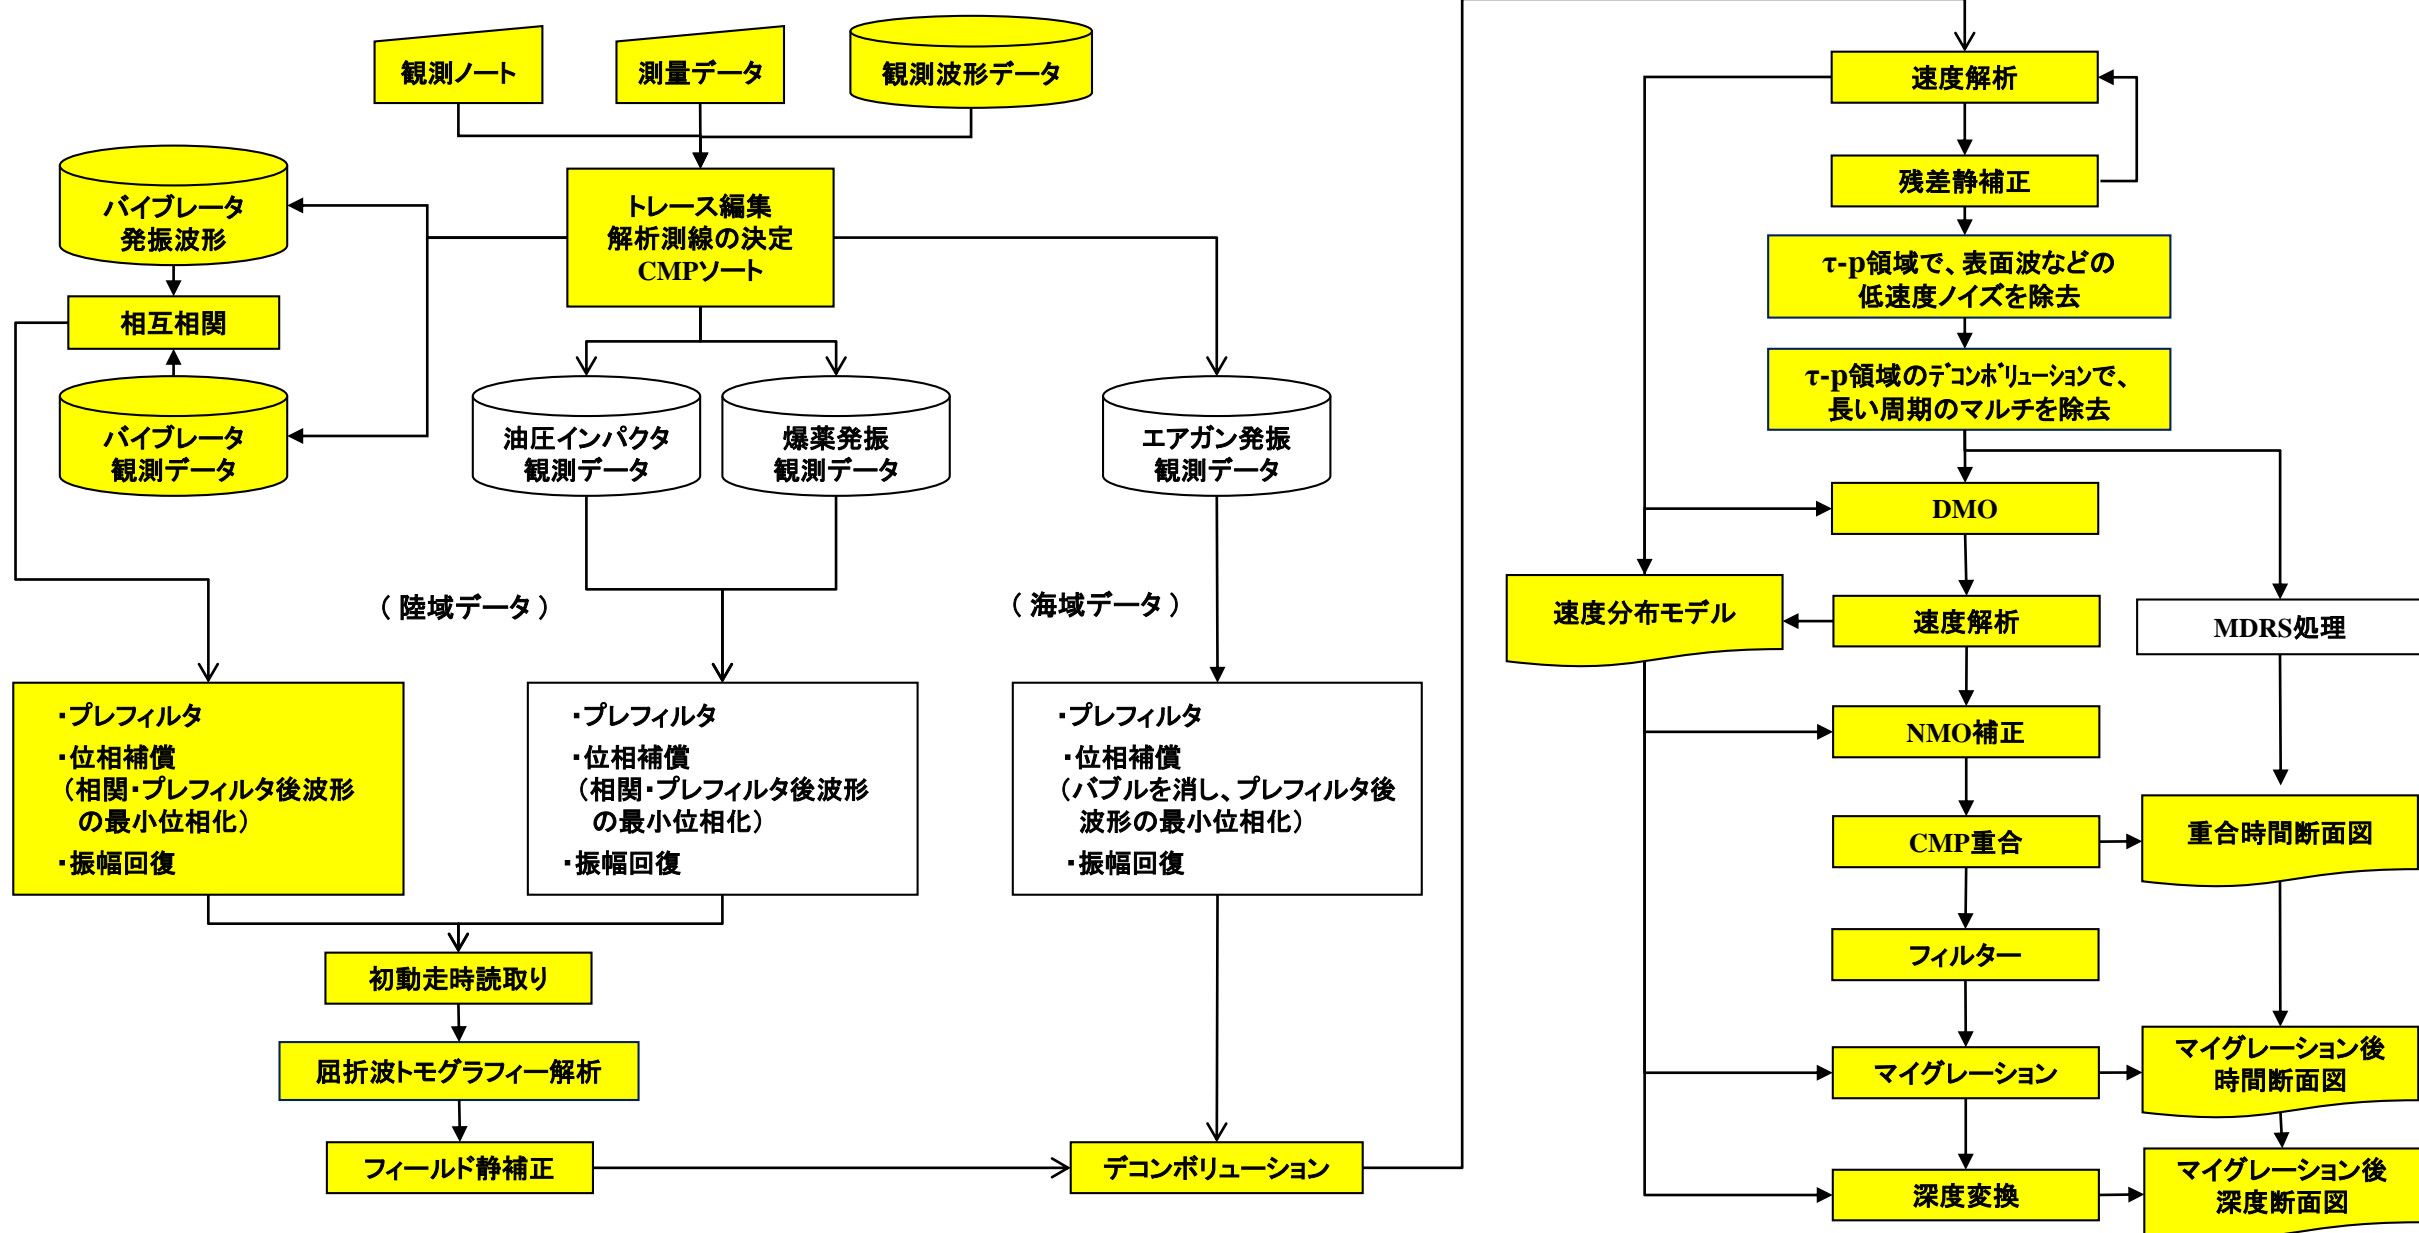 観測ノート
測量データ
観測波形データ
バイブレータ
発振波形
トレース編集
解析測線の決定
CMPソート
相互相関
バイブレータ
観測データ
油圧インパクタ
観測データ
爆薬発振
観測データ
エアガン発振
観測データ
（陸域データ）
（海域データ）
・プレフィルタ
・位相補償
（相関・プレフィルタ後波形
の最小位相化）
・振幅回復
・プレフィルタ
・位相補償
（相関・プレフィルタ後波形
の最小位相化）
・振幅回復
・プレフィルタ
・位相補償
（バブルを消し、プレフィルタ後
波形の最小位相化）
・振幅回復
初動走時読取り
屈折波トモグラフィー解析
フィールド静補正
デコンボリューション
速度解析
残差静補正
τ-p領域で、表面波などの
低速度ノイズを除去
τ-p領域のﾃﾞｺﾝﾎﾞﾘｭｰｼｮﾝで、
長い周期のマルチを除去
DMO
速度分布モデル
速度解析
MDRS処理
NMO補正
CMP重合
重合時間断面図
フィルター
マイグレーション
マイグレーション後
時間断面図
深度変換
マイグレーション後
深度断面図